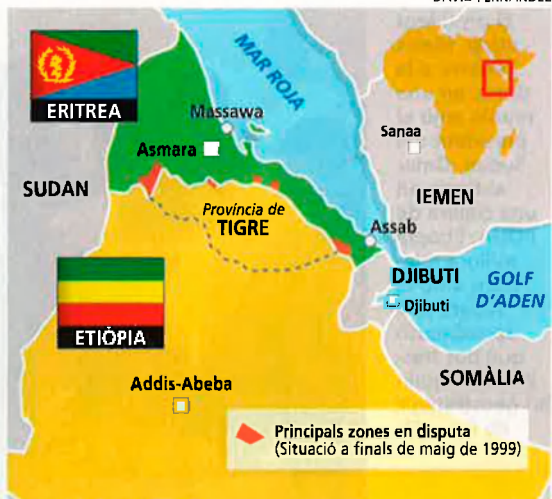 ERITREA
MAR ROJA
Massawa
Asmara
Sanaa
SUDAN
IEMEN
Província de
TIGRE
Assab
DJIBUTI
GOLF
D'ADEN
Djibuti
ETIÒPIA
SOMÀLIA
Addis-Abeba
Principals zones en disputa
(Situació a finals de maig de 1999)